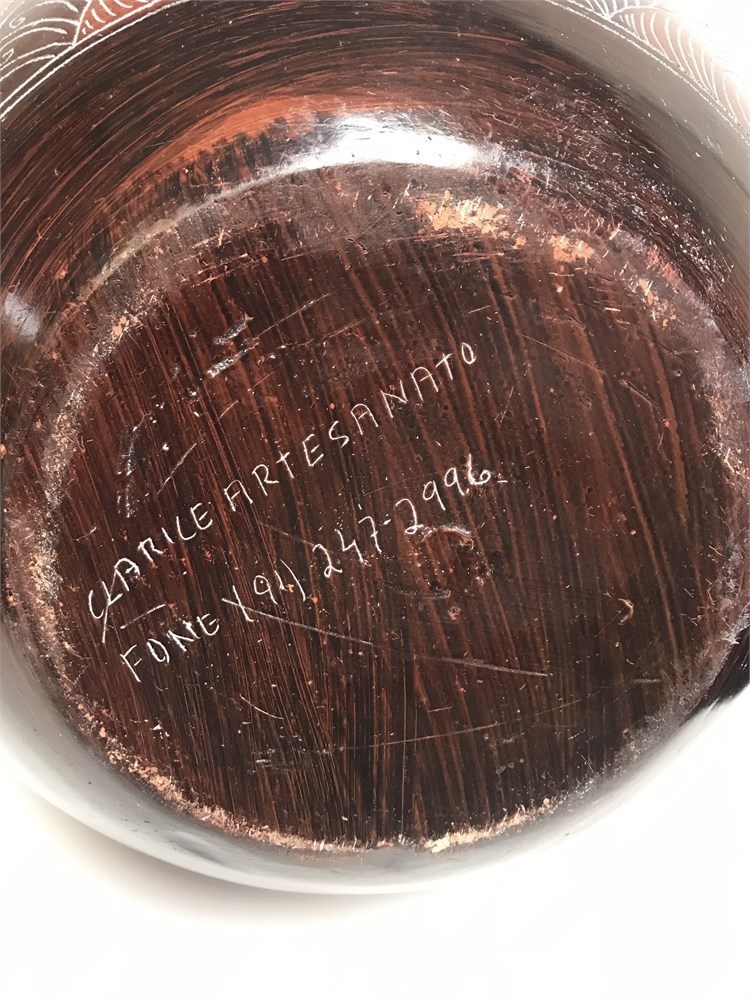 CLARICE ARTESANATO
FONE (91) 247-2996